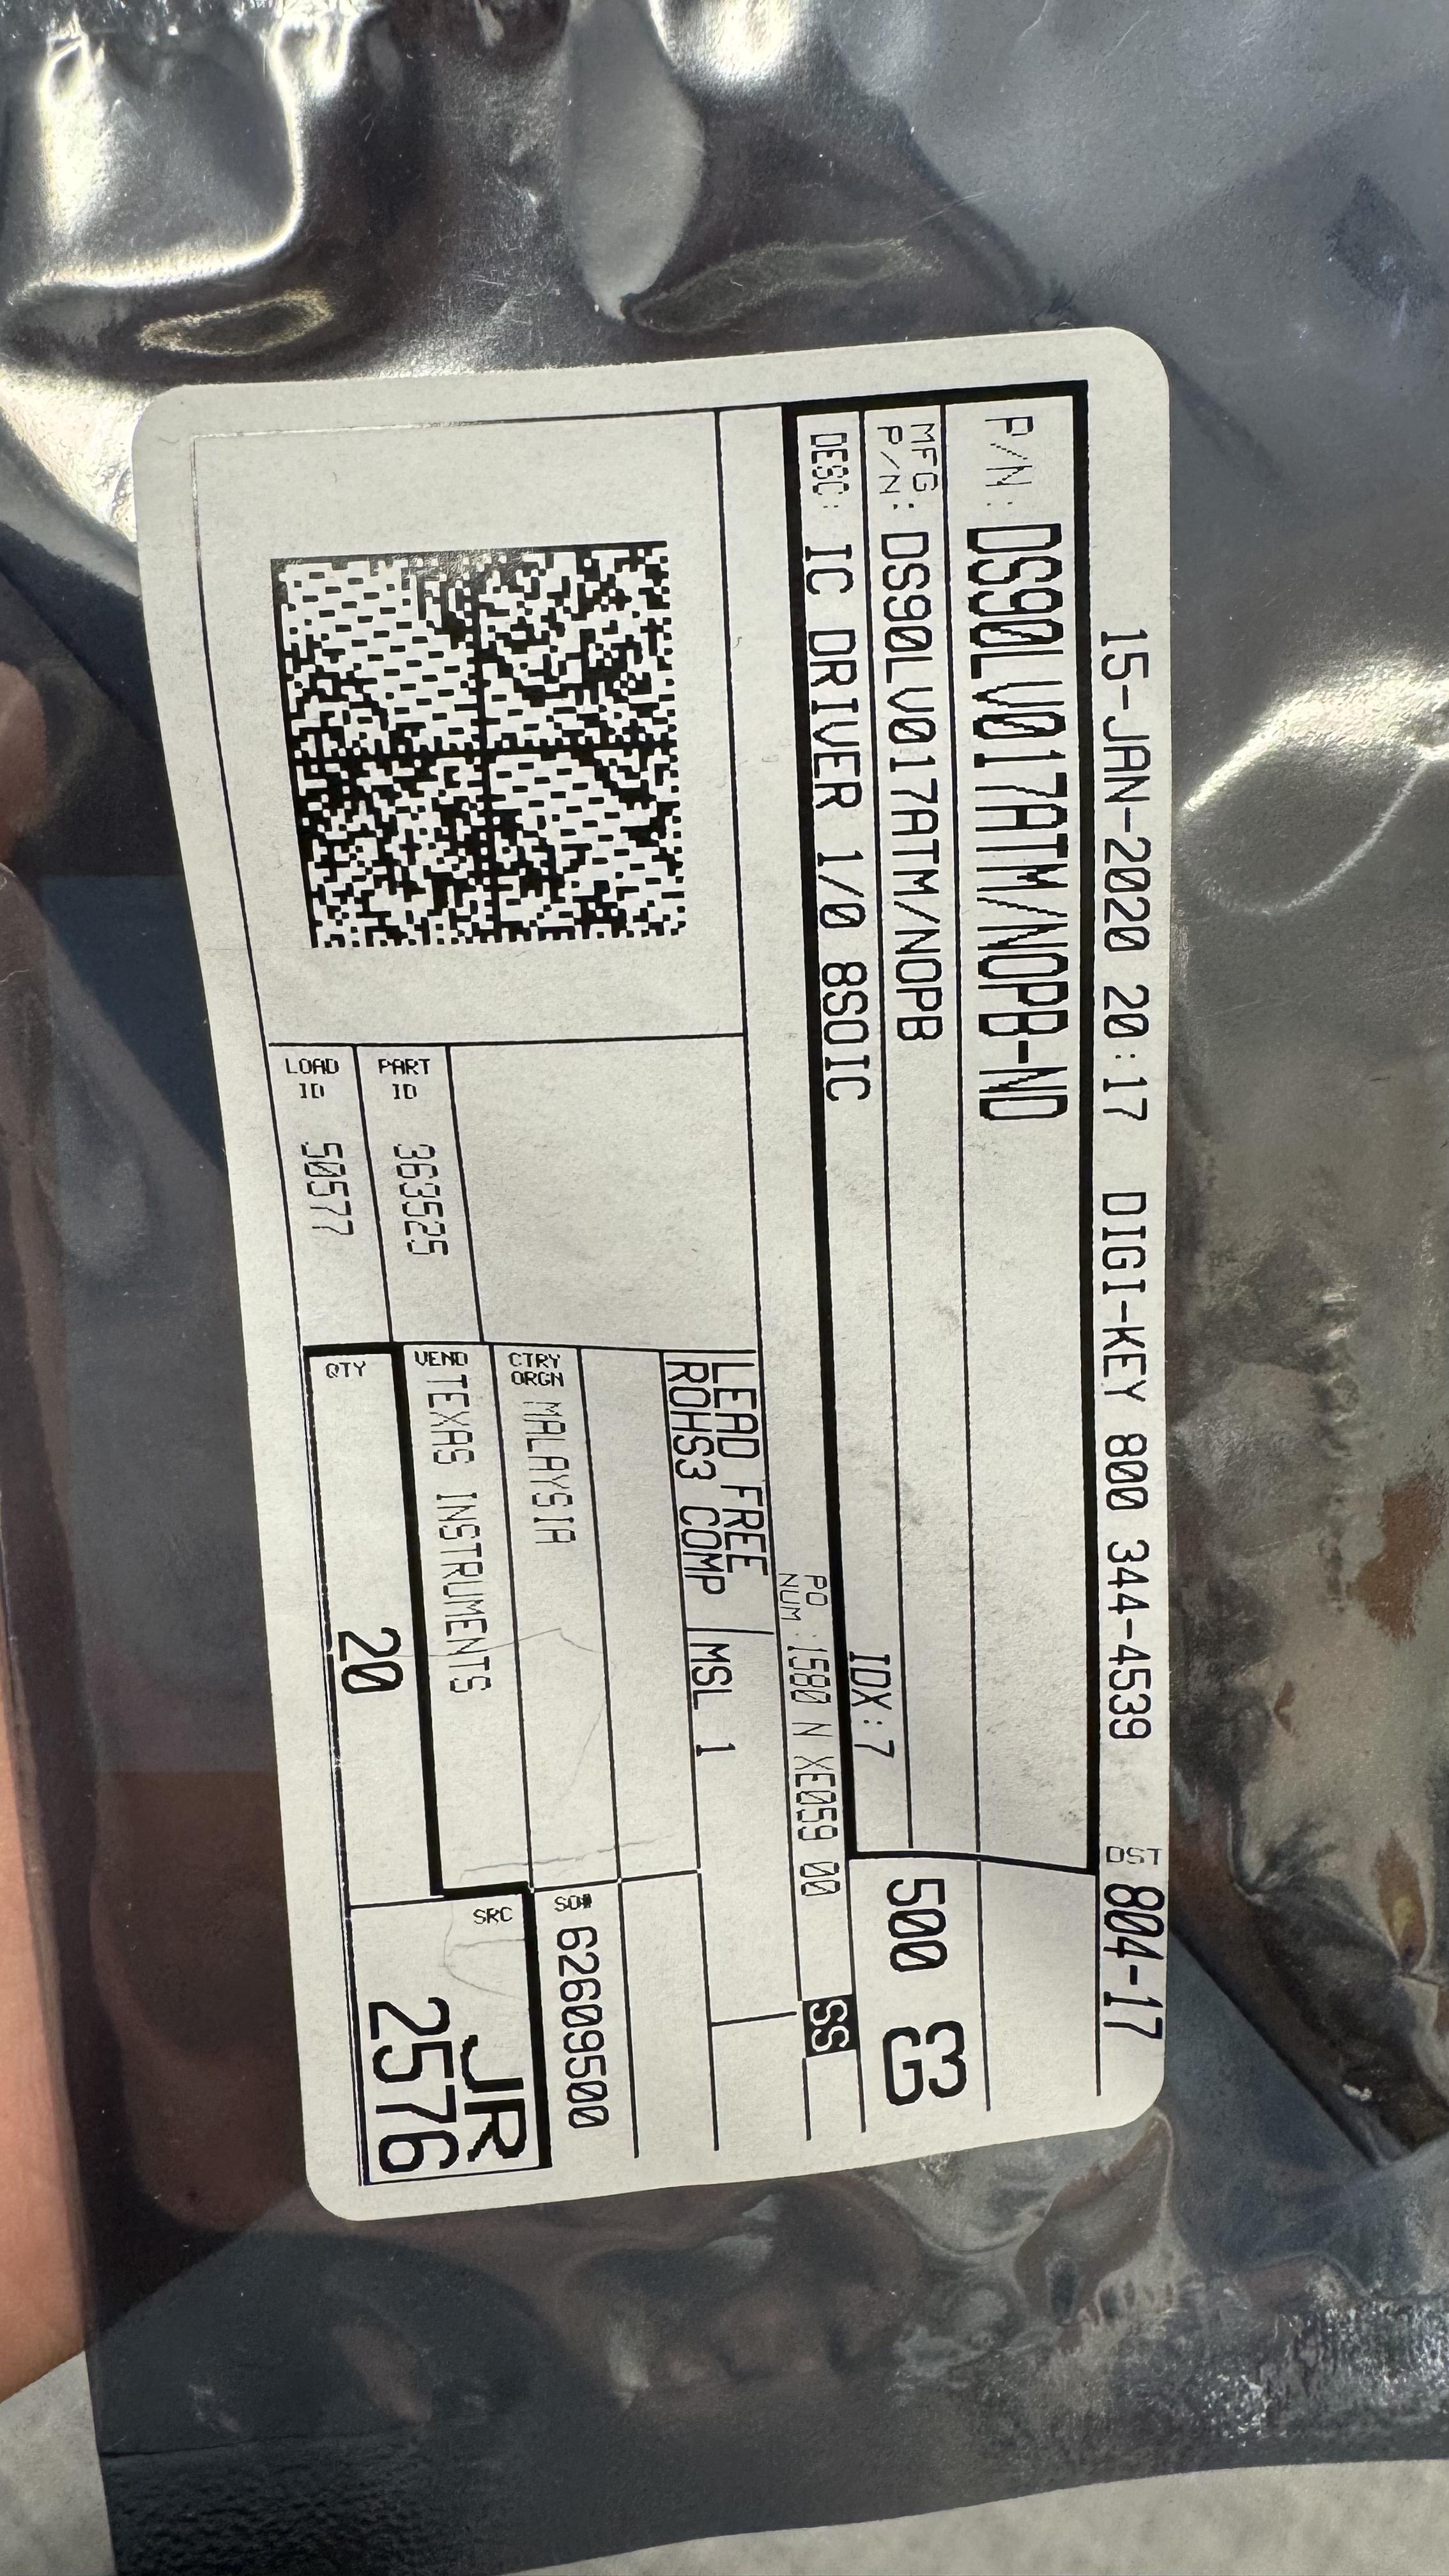 15-JAN-2020 20:17 DIGI-KEY 800 344-4539 DST 804-17
P/N: DS90LV017ATM/NOPB-ND
MFG P/N: DS90LV017ATM/NOPB
500 G3
DESC: IC DRIVER 1/0 8SOIC IDX:7
PO NUM 1580 N XE059 00 SS
LEAD FREE
ROHS3 COMP MSL 1
CTRY ORGN MALAYSIA
SO# 62609500
PART ID 363525
VEND TEXAS INSTRUMENTS
SRC JR
2576
LOAD ID 50577
QTY 20